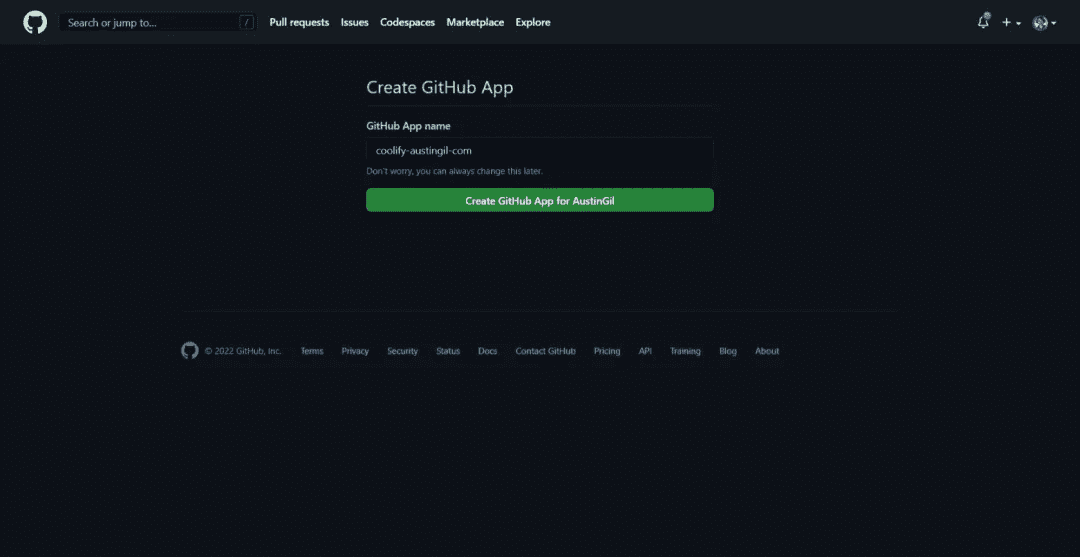 Search or jump to... / Pull requests Issues Codespaces Marketplace Explore
Create GitHub App
GitHub App name
coolify-austingil-com
Don't worry, you can always change this later.
Create GitHub App for AustinGil
© 2022 GitHub, Inc. Terms Privacy Security Status Docs Contact GitHub Pricing API Training Blog About